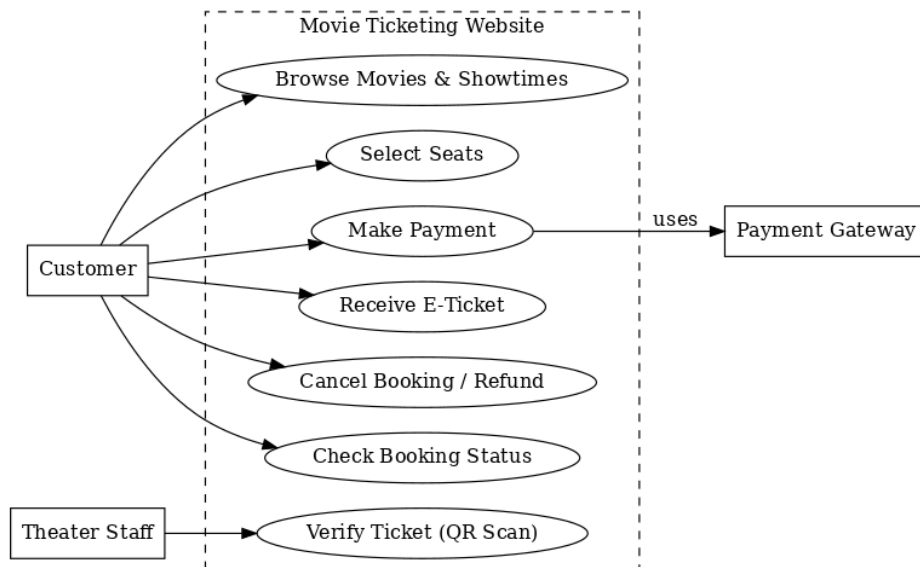 Movie Ticketing Website
Browse Movies & Showtimes
Select Seats
Make Payment
uses
Payment Gateway
Customer
Receive E-Ticket
Cancel Booking / Refund
Check Booking Status
Theater Staff
Verify Ticket (QR Scan)